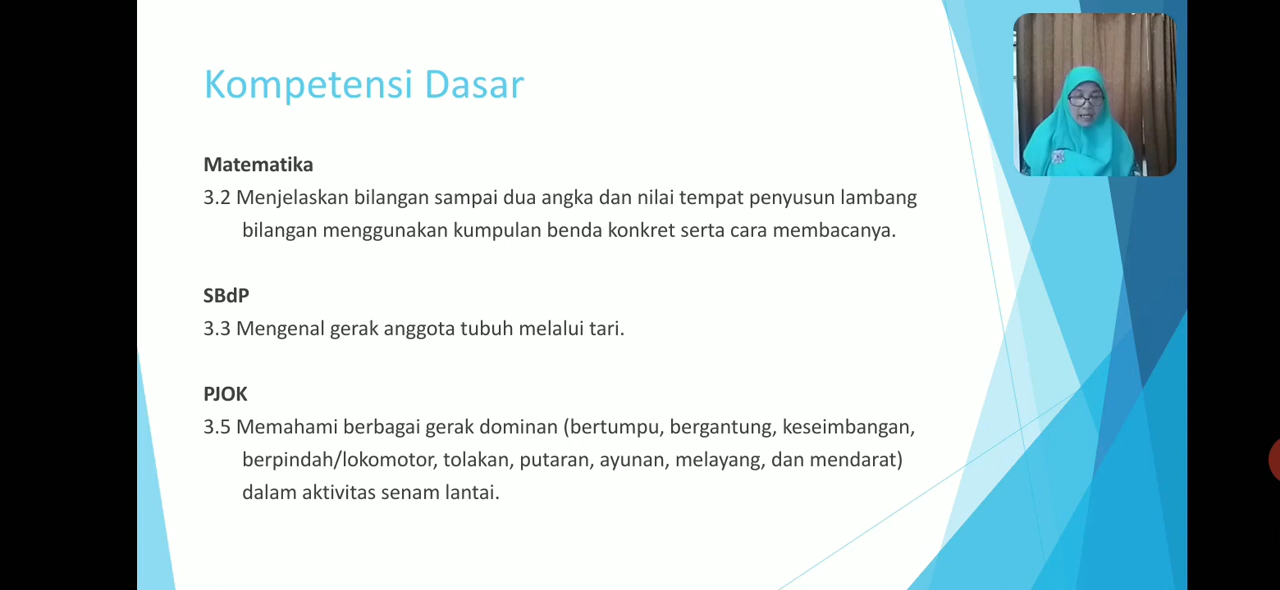 Kompetensi Dasar
Matematika
3.2 Menjelaskan bilangan sampai dua angka dan nilai tempat penyusun lambang
bilangan menggunakan kumpulan benda konkret serta cara membacanya.
SBdP
3.3 Mengenal gerak anggota tubuh melalui tari.
PJOK
3.5 Memahami berbagai gerak dominan (bertumpu, bergantung, keseimbangan,
berpindah/lokomotor, tolakan, putaran, ayunan, melayang, dan mendarat)
dalam aktivitas senam lantai.